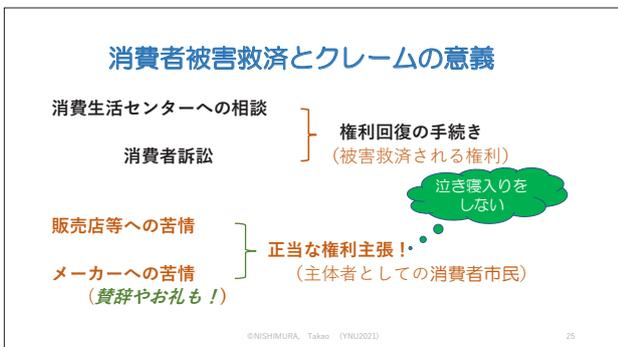 消費者被害救済とクレームの意義
消費生活センターへの相談
消費者訴訟
権利回復の手続き
（被害救済される権利）
泣き寝入りを
しない
販売店等への苦情
正当な権利主張！
メーカーへの苦情
（主体者としての消費者市民）
（賛辞やお礼も！）
©NISHIMURA, Takao （YNU2021）
25